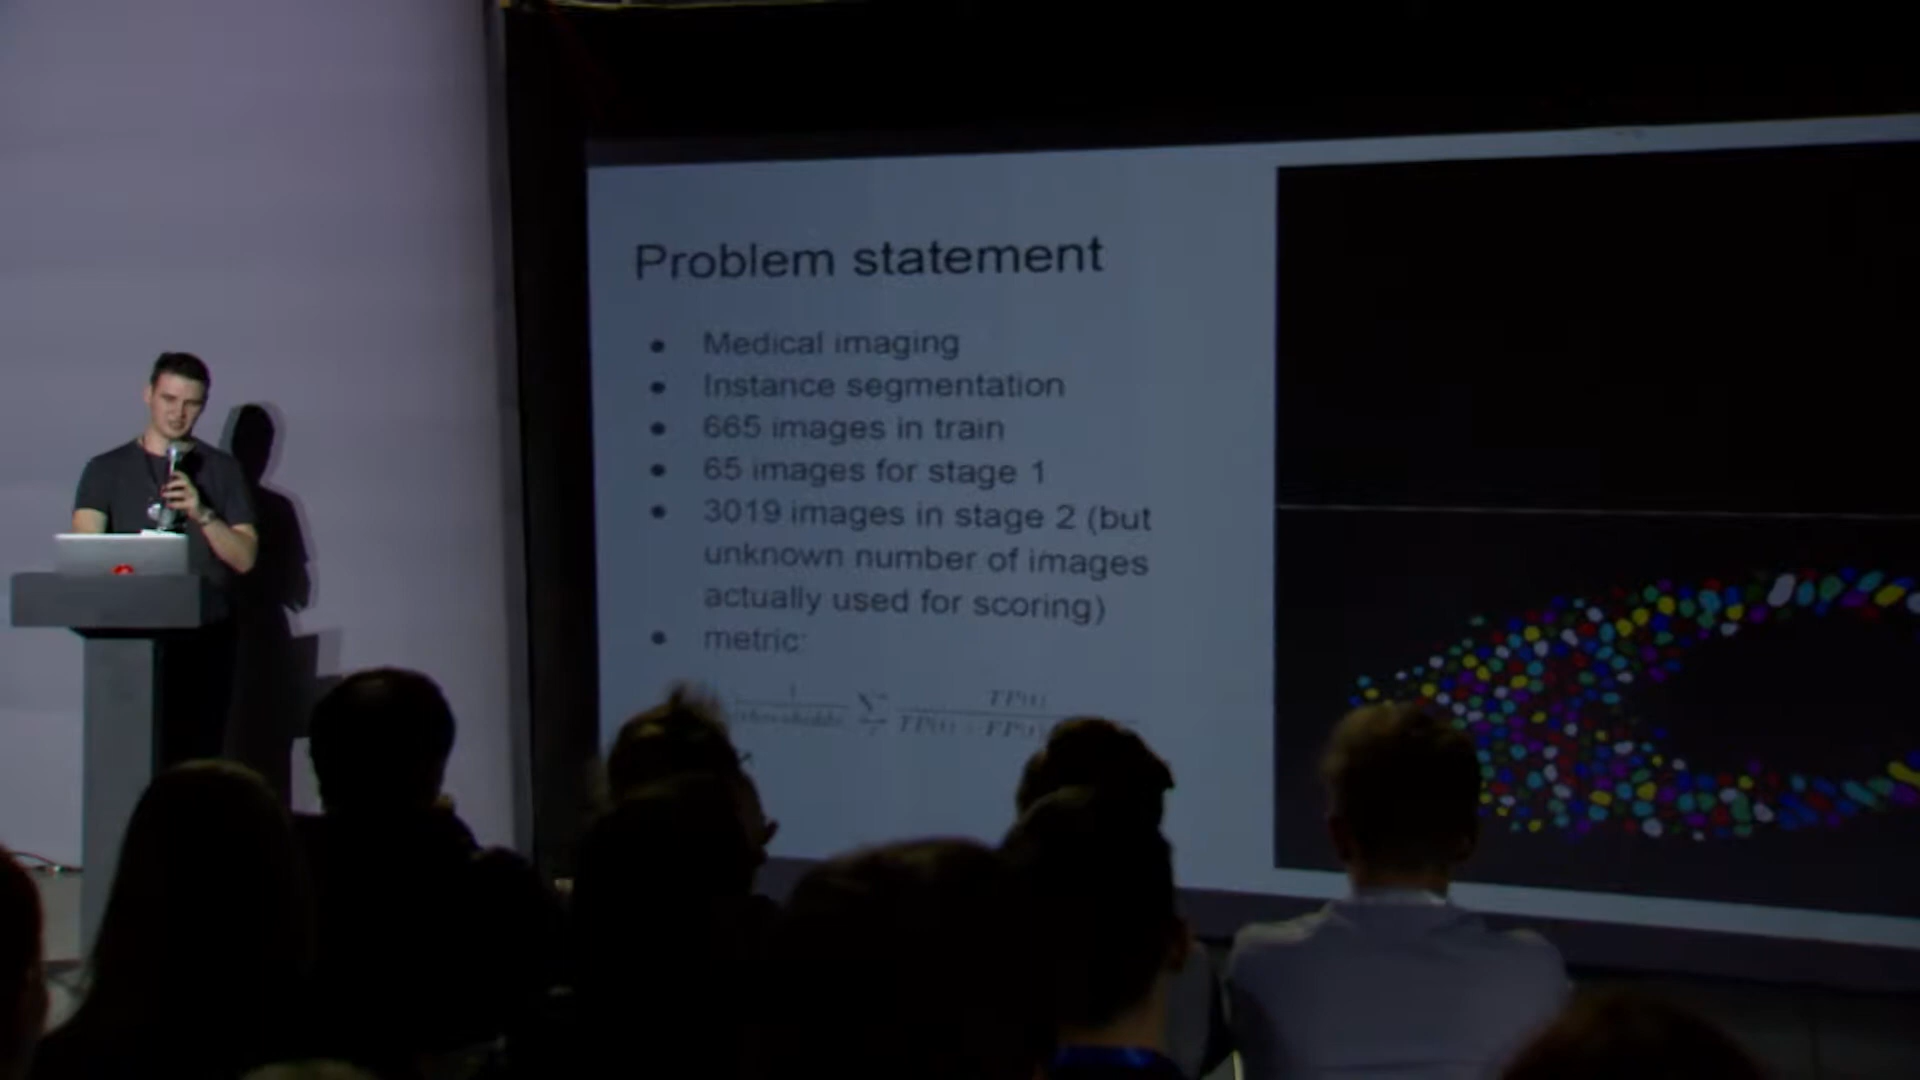 Problem statement
● Medical imaging
● Instance segmentation
● 665 images in train
● 65 images for stage 1
● 3019 images in stage 2 (but
unknown number of images
actually used for scoring)
● metric: